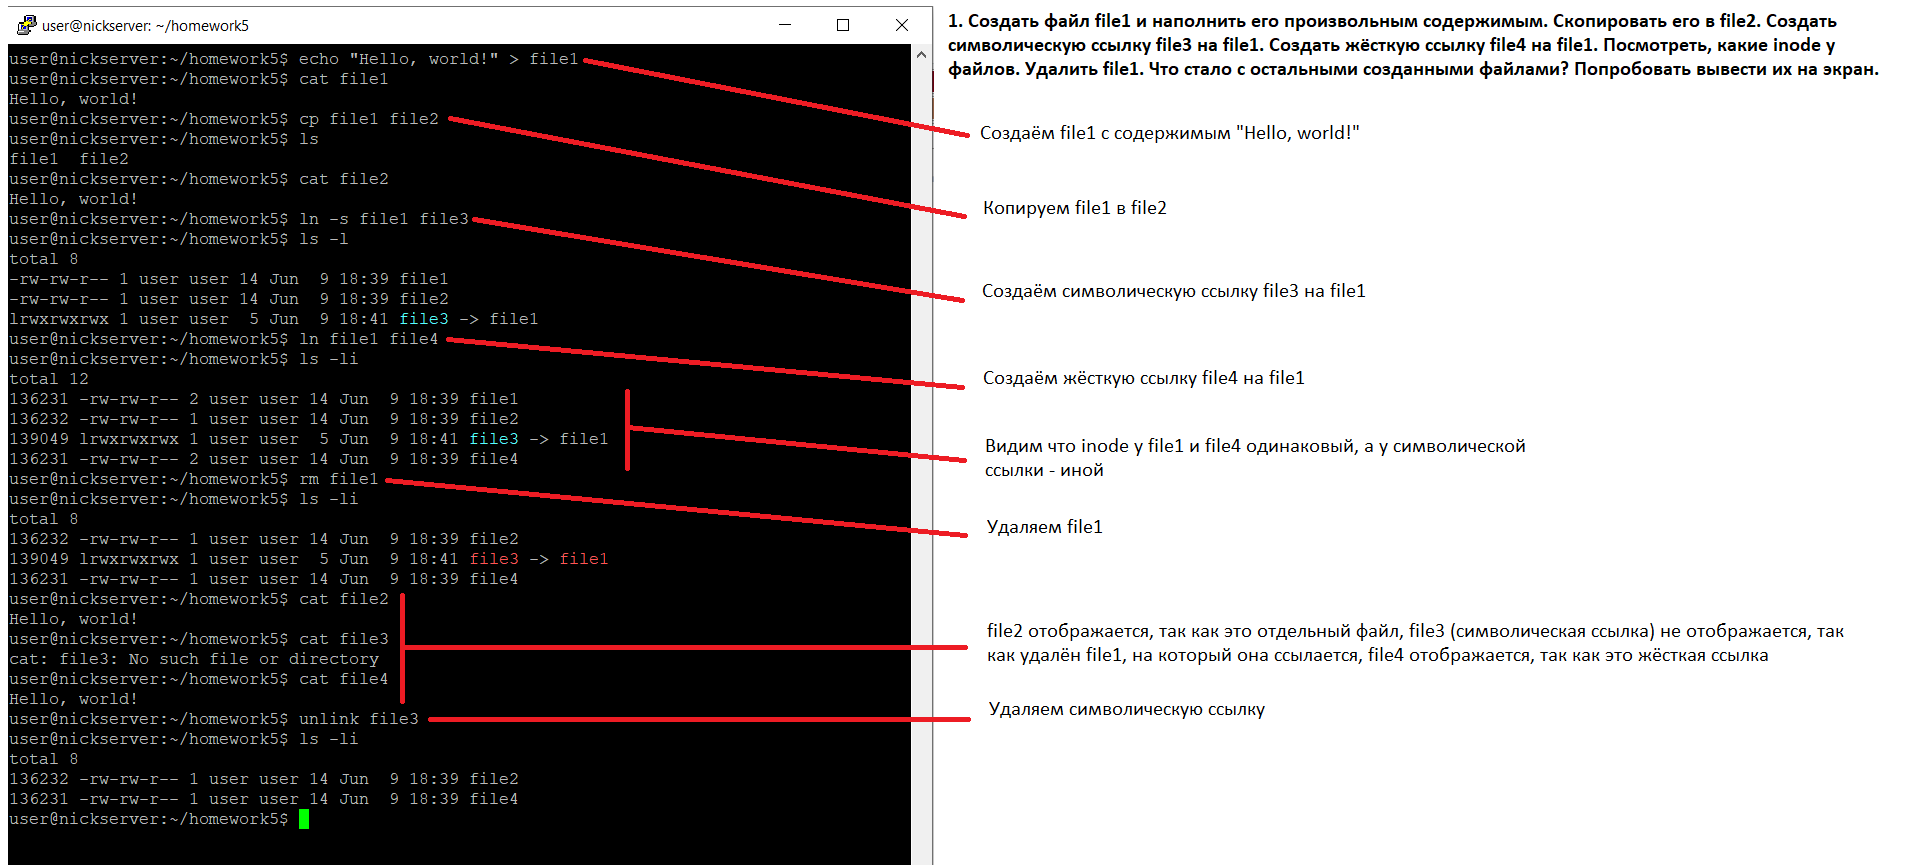 user@nickserver: ~/homework5
user@nickserver:~/homework5$ echo "Hello, world!" > file1
user@nickserver:~/homework5$ cat file1
Hello, world!
user@nickserver:~/homework5$ cp file1 file2
user@nickserver:~/homework5$ ls
file1  file2
user@nickserver:~/homework5$ cat file2
Hello, world!
user@nickserver:~/homework5$ ln -s file1 file3
user@nickserver:~/homework5$ ls -l
total 8
-rw-rw-r-- 1 user user 14 Jun  9 18:39 file1
-rw-rw-r-- 1 user user 14 Jun  9 18:39 file2
lrwxrwxrwx 1 user user  5 Jun  9 18:41 file3 -> file1
user@nickserver:~/homework5$ ln file1 file4
user@nickserver:~/homework5$ ls -li
total 12
136231 -rw-rw-r-- 2 user user 14 Jun  9 18:39 file1
136232 -rw-rw-r-- 1 user user 14 Jun  9 18:39 file2
139049 lrwxrwxrwx 1 user user  5 Jun  9 18:41 file3 -> file1
136231 -rw-rw-r-- 2 user user 14 Jun  9 18:39 file4
user@nickserver:~/homework5$ rm file1
user@nickserver:~/homework5$ ls -li
total 8
136232 -rw-rw-r-- 1 user user 14 Jun  9 18:39 file2
139049 lrwxrwxrwx 1 user user  5 Jun  9 18:41 file3 -> file1
136231 -rw-rw-r-- 1 user user 14 Jun  9 18:39 file4
user@nickserver:~/homework5$ cat file2
Hello, world!
user@nickserver:~/homework5$ cat file3
cat: file3: No such file or directory
user@nickserver:~/homework5$ cat file4
Hello, world!
user@nickserver:~/homework5$ unlink file3
user@nickserver:~/homework5$ ls -li
total 8
136232 -rw-rw-r-- 1 user user 14 Jun  9 18:39 file2
136231 -rw-rw-r-- 1 user user 14 Jun  9 18:39 file4
user@nickserver:~/homework5$
1. Создать файл file1 и наполнить его произвольным содержимым. Скопировать его в file2. Создать
символическую ссылку file3 на file1. Создать жёсткую ссылку file4 на file1. Посмотреть, какие inode у
файлов. Удалить file1. Что стало с остальными созданными файлами? Попробовать вывести их на экран.
Создаём file1 с содержимым "Hello, world!"
Копируем file1 в file2
Создаём символическую ссылку file3 на file1
Создаём жёсткую ссылку file4 на file1
Видим что inode у file1 и file4 одинаковый, а у символической
ссылки - иной
Удаляем file1
file2 отображается, так как это отдельный файл, file3 (символическая ссылка) не отображается, так
как удалён file1, на который она ссылается, file4 отображается, так как это жёсткая ссылка
Удаляем символическую ссылку